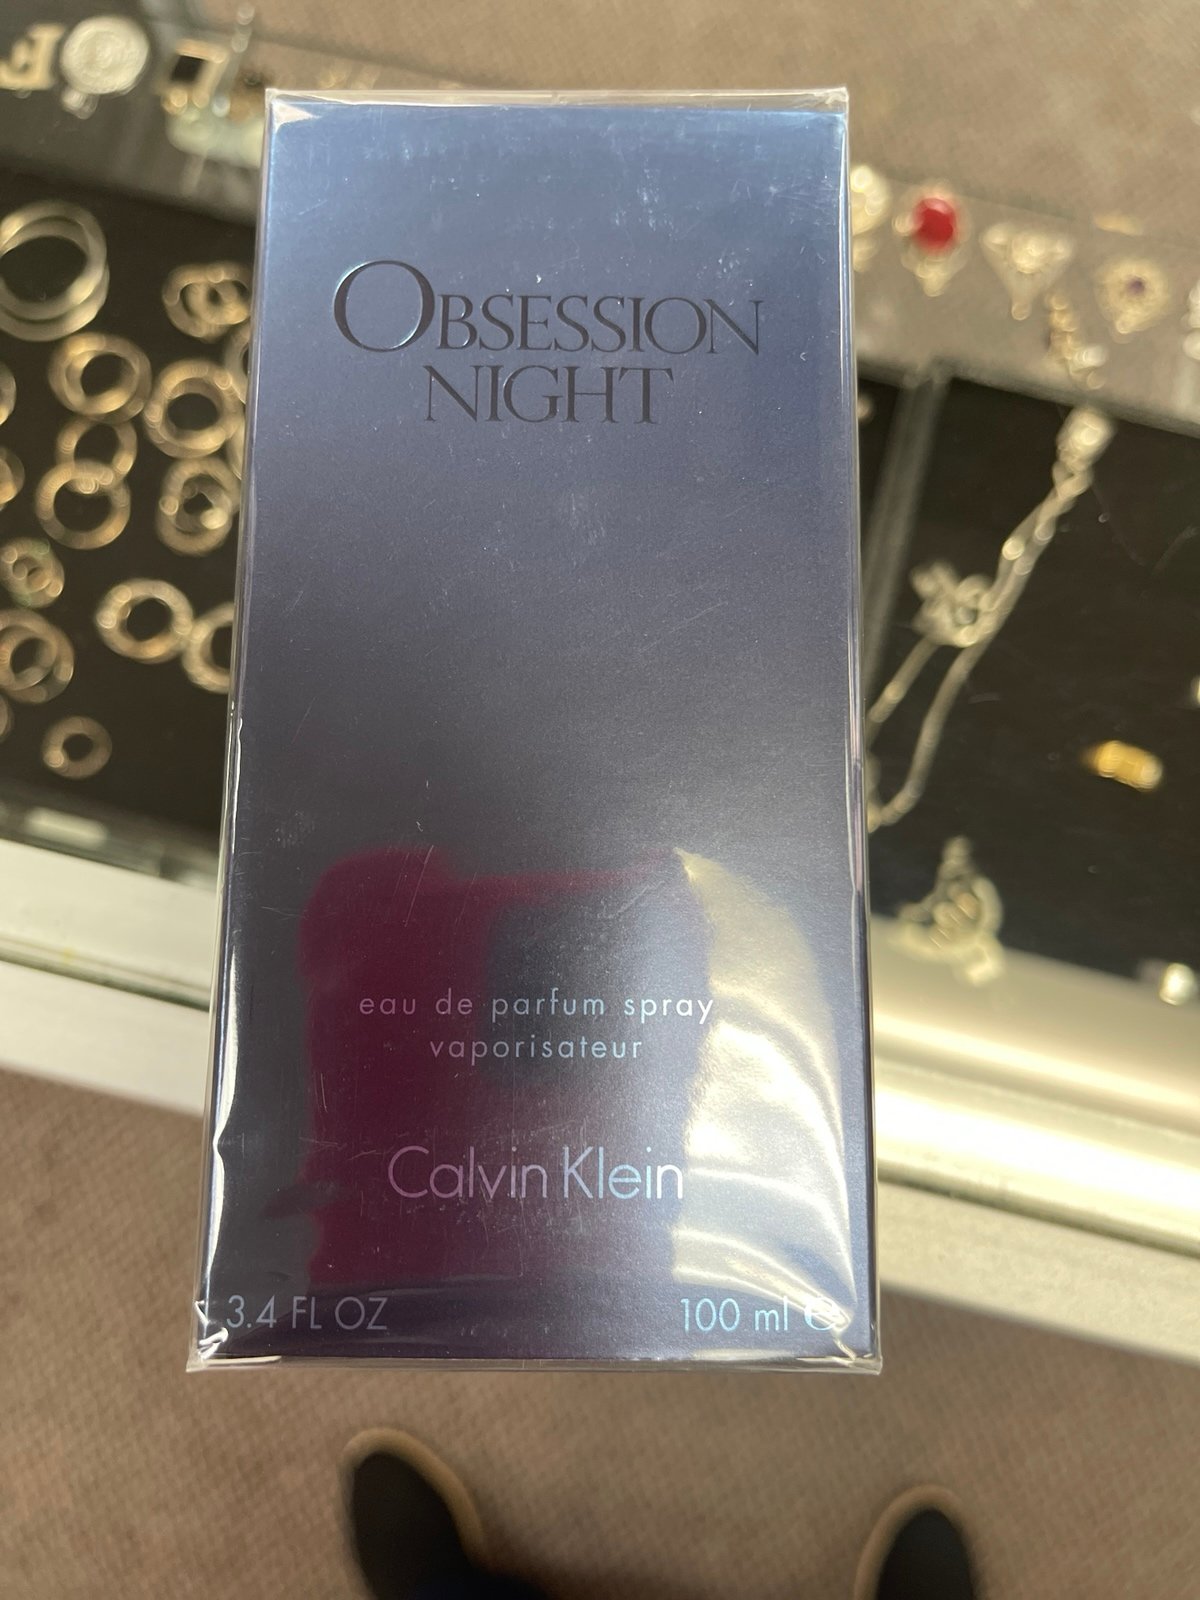 OBSESSION
NIGHT
eau de parfum spray
vaporisateur
Calvin Klein
3.4 FL OZ
100 ml ℮